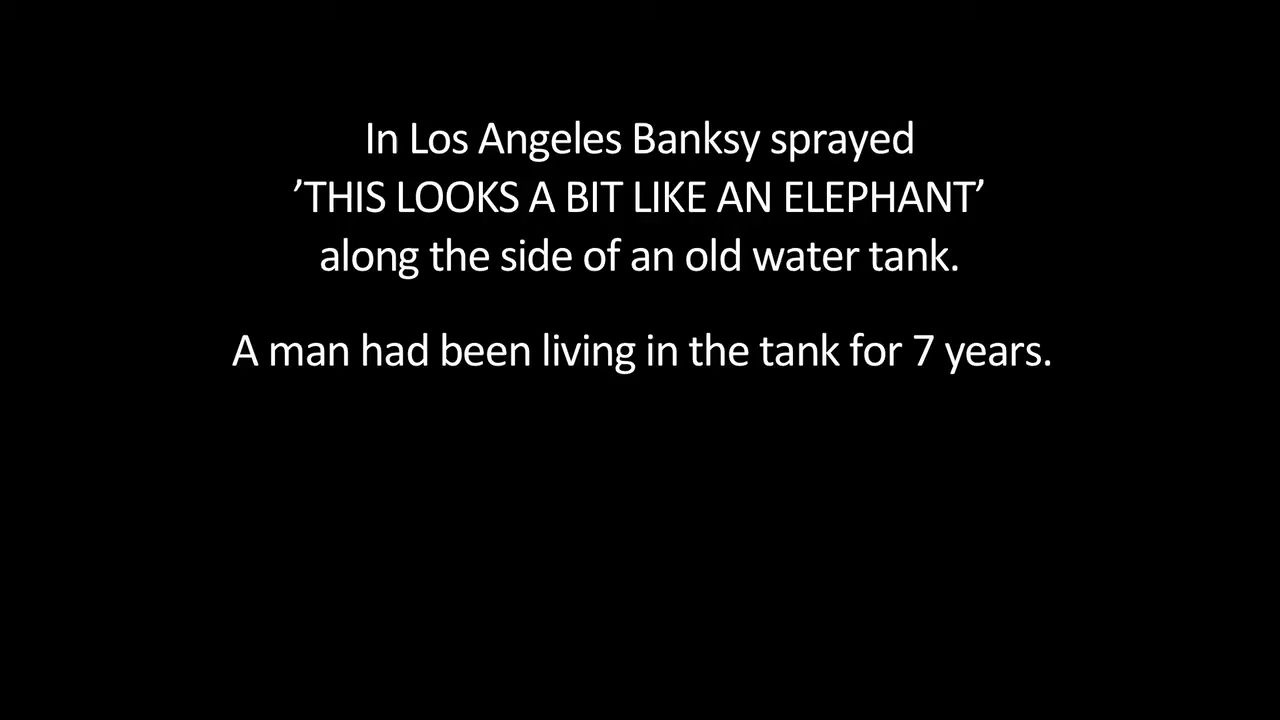 In Los Angeles Banksy sprayed
’THIS LOOKS A BIT LIKE AN ELEPHANT’
along the side of an old water tank.
A man had been living in the tank for 7 years.